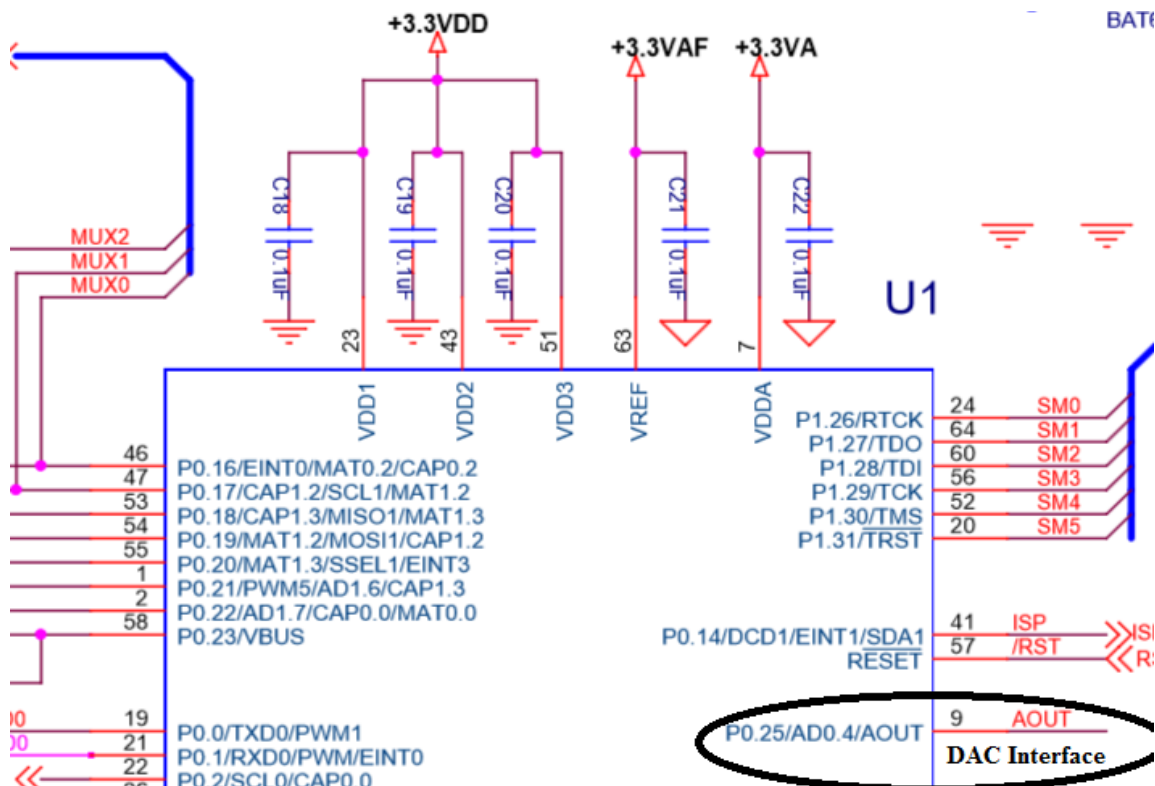 BAT6
+3.3VDD
+3.3VAF
+3.3VA
C18
0.1uF
C19
0.1uF
C20
0.1uF
C21
0.1uF
C22
0.1uF
MUX2
MUX1
MUX0
U1
23
43
51
63
7
VDD1
VDD2
VDD3
VREF
VDDA
46 P0.16/EINT0/MAT0.2/CAP0.2
47 P0.17/CAP1.2/SCL1/MAT1.2
53 P0.18/CAP1.3/MISO1/MAT1.3
54 P0.19/MAT1.2/MOSI1/CAP1.2
55 P0.20/MAT1.3/SSEL1/EINT3
1 P0.21/PWM5/AD1.6/CAP1.3
2 P0.22/AD1.7/CAP0.0/MAT0.0
58 P0.23/VBUS
19 P0.0/TXD0/PWM1
21 P0.1/RXD0/PWM/EINT0
22 P0.2/SCL0/CAP0.0
P1.26/RTCK 24 SM0
P1.27/TDO 64 SM1
P1.28/TDI 60 SM2
P1.29/TCK 56 SM3
P1.30/TMS 52 SM4
P1.31/TRST 20 SM5
P0.14/DCD1/EINT1/SDA1 41 ISP
RESET 57 /RST
P0.25/AD0.4/AOUT 9 AOUT
DAC Interface